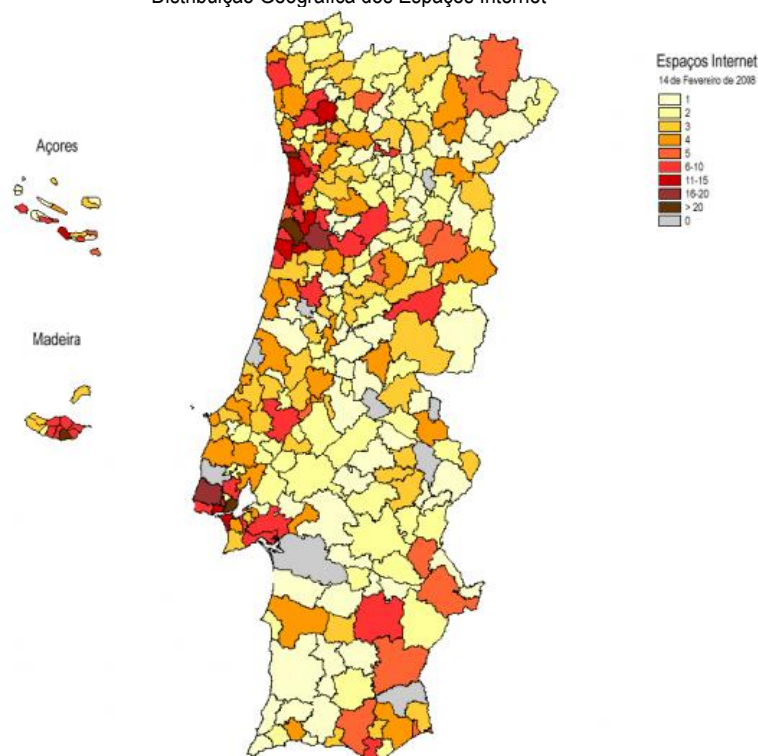 Distribuição Geográfica dos Espaços Internet
Espaços Internet
14 de Fevereiro de 2008
1
2
3
4
5
6-10
11-15
16-20
> 20
0
Açores
Madeira